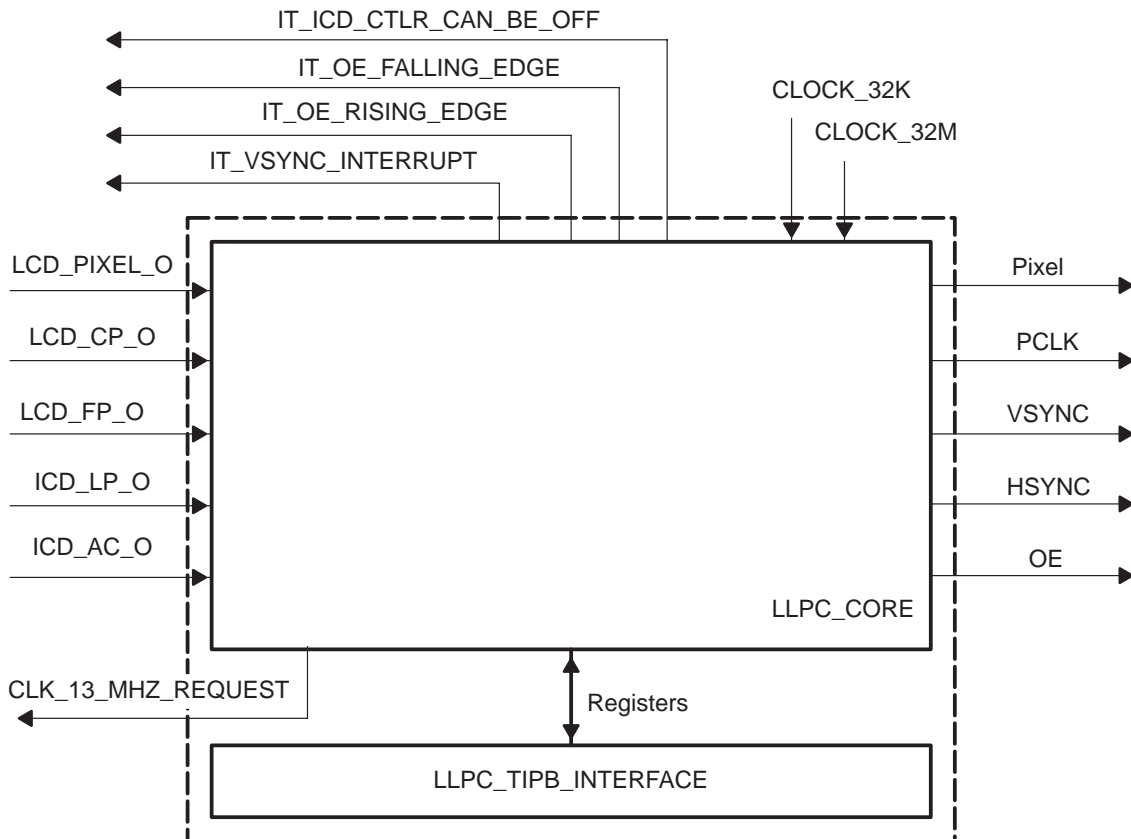 IT_ICD_CTLR_CAN_BE_OFF
IT_OE_FALLING_EDGE
CLOCK_32K
IT_OE_RISING_EDGE
CLOCK_32M
IT_VSYNC_INTERRUPT
LCD_PIXEL_O
Pixel
LCD_CP_O
PCLK
LCD_FP_O
VSYNC
ICD_LP_O
HSYNC
ICD_AC_O
OE
LLPC_CORE
CLK_13_MHZ_REQUEST
Registers
LLPC_TIPB_INTERFACE